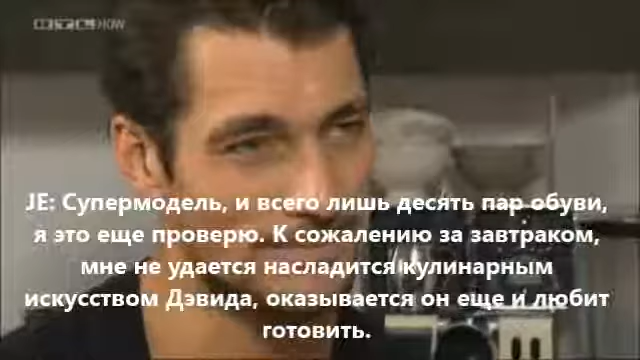 JE: Супермодель, и всего лишь десять пар обуви,
я это еще проверю. К сожалению за завтраком,
мне не удается насладится кулинарным
искусством Дэвида, оказывается он еще и любит
готовить.